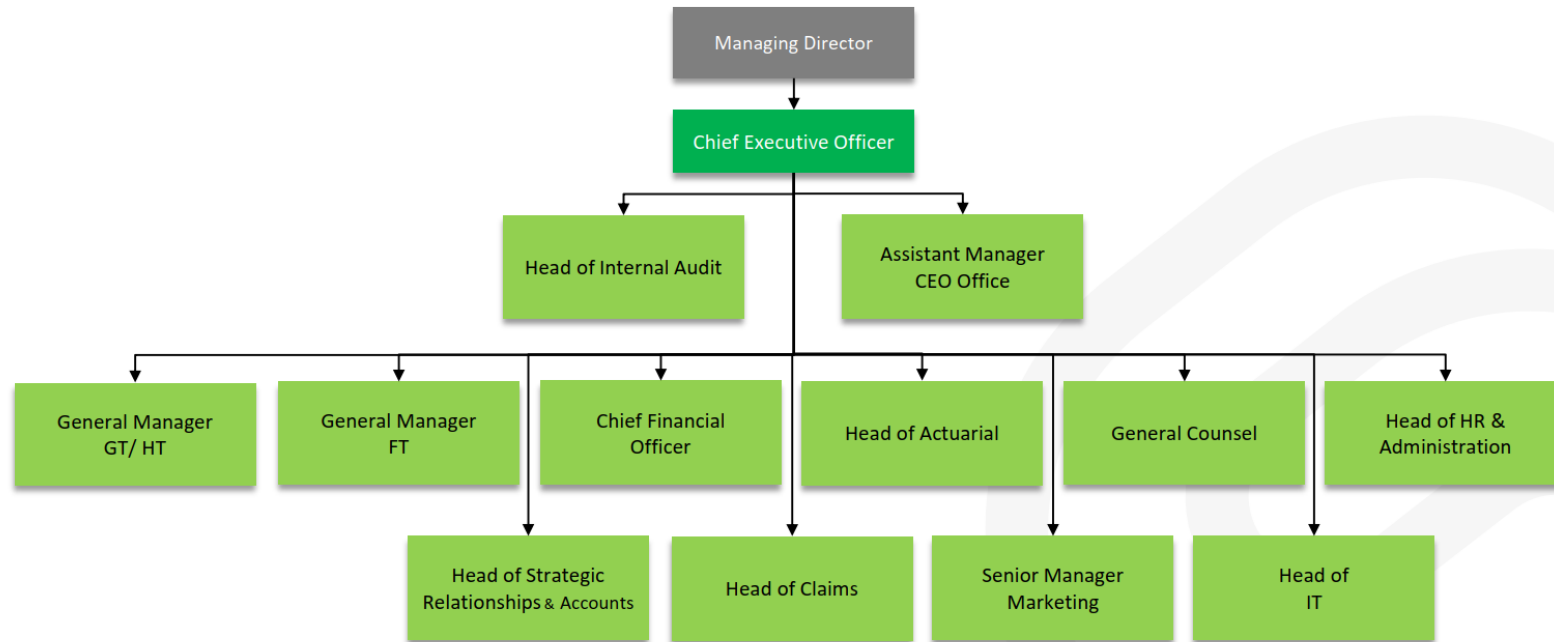 Managing Director
Chief Executive Officer
Head of Internal Audit
Assistant Manager
CEO Office
General Manager
GT/ HT
General Manager
FT
Chief Financial
Officer
Head of Actuarial
General Counsel
Head of HR &
Administration
Head of Strategic
Relationships & Accounts
Head of Claims
Senior Manager
Marketing
Head of
IT